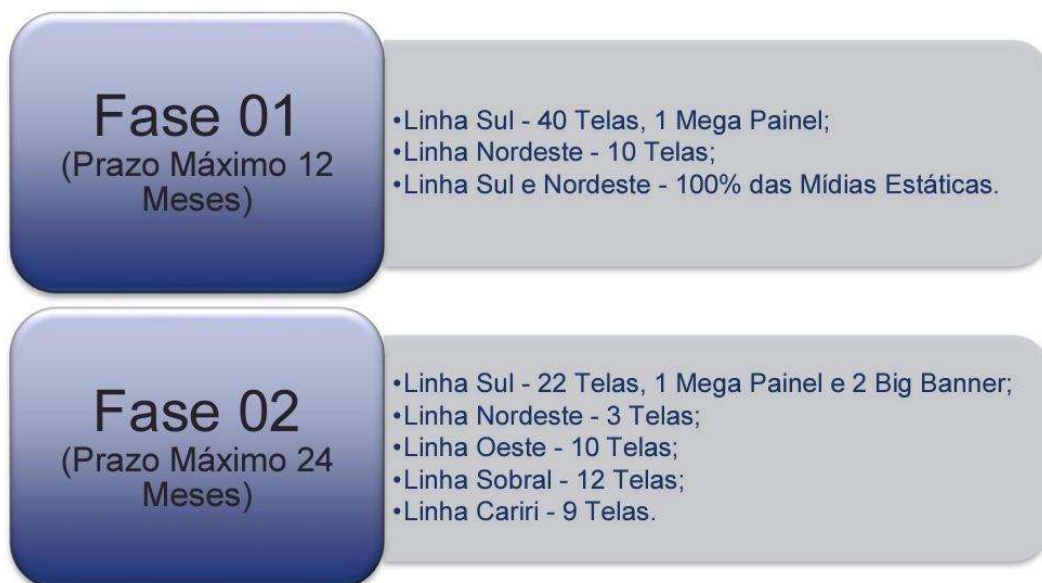 Fase 01
(Prazo Máximo 12
Meses)
•Linha Sul - 40 Telas, 1 Mega Painel;
•Linha Nordeste - 10 Telas;
•Linha Sul e Nordeste - 100% das Mídias Estáticas.
Fase 02
(Prazo Máximo 24
Meses)
•Linha Sul - 22 Telas, 1 Mega Painel e 2 Big Banner;
•Linha Nordeste - 3 Telas;
•Linha Oeste - 10 Telas;
•Linha Sobral - 12 Telas;
•Linha Cariri - 9 Telas.